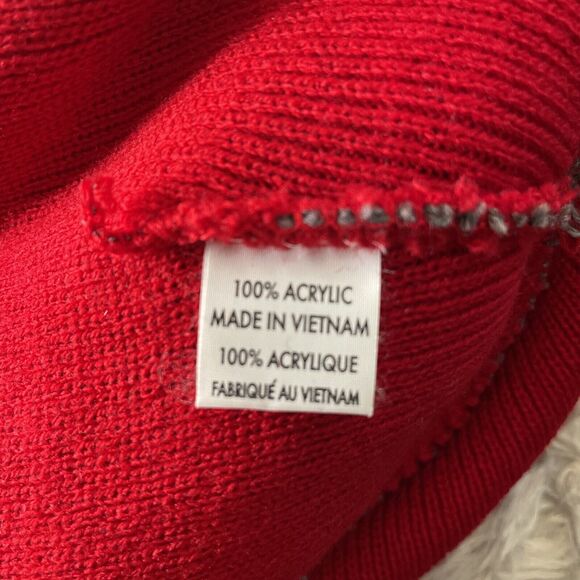 100% ACRYLIC
MADE IN VIETNAM
100% ACRYLIQUE
FABRIQUÉ AU VIETNAM